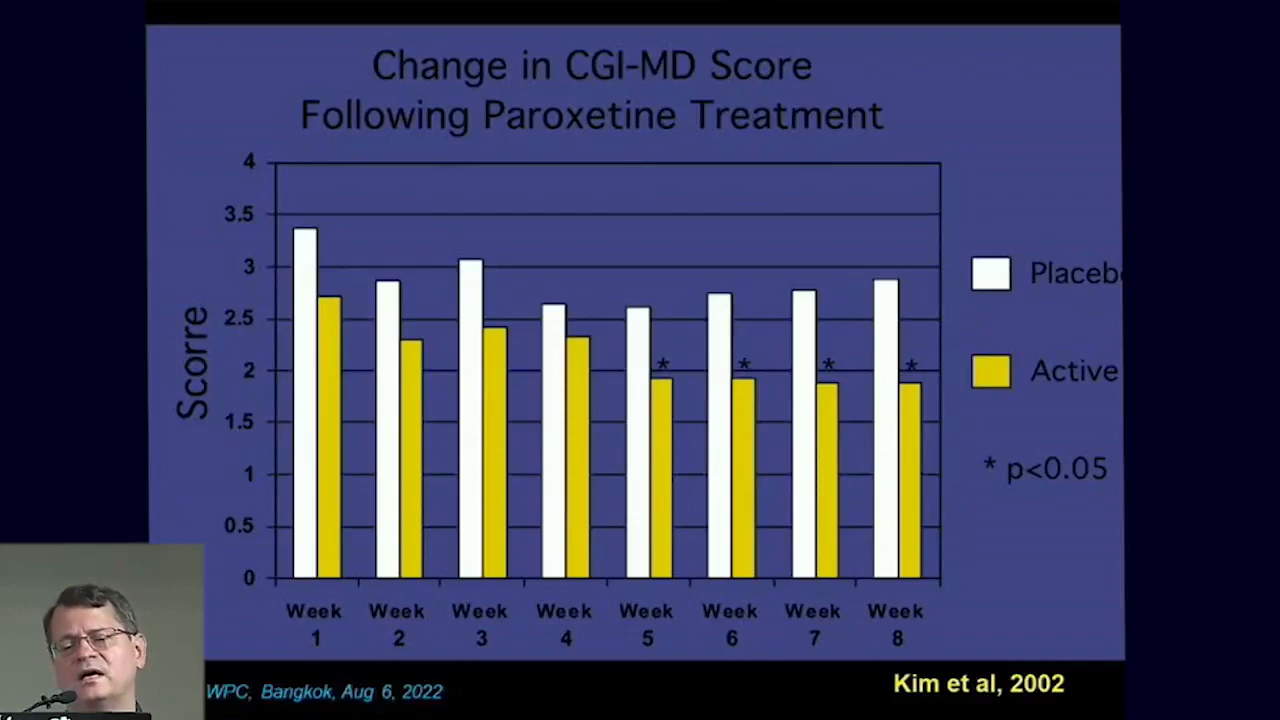 Change in CGI-MD Score
Following Paroxetine Treatment
4
3.5
3
2.5
2
1.5
1
0.5
0
Scorre
* * * *
Week Week Week Week Week Week Week Week
1 2 3 4 5 6 7 8
Placebo
Active
* p<0.05
WPC, Bangkok, Aug 6, 2022
Kim et al, 2002